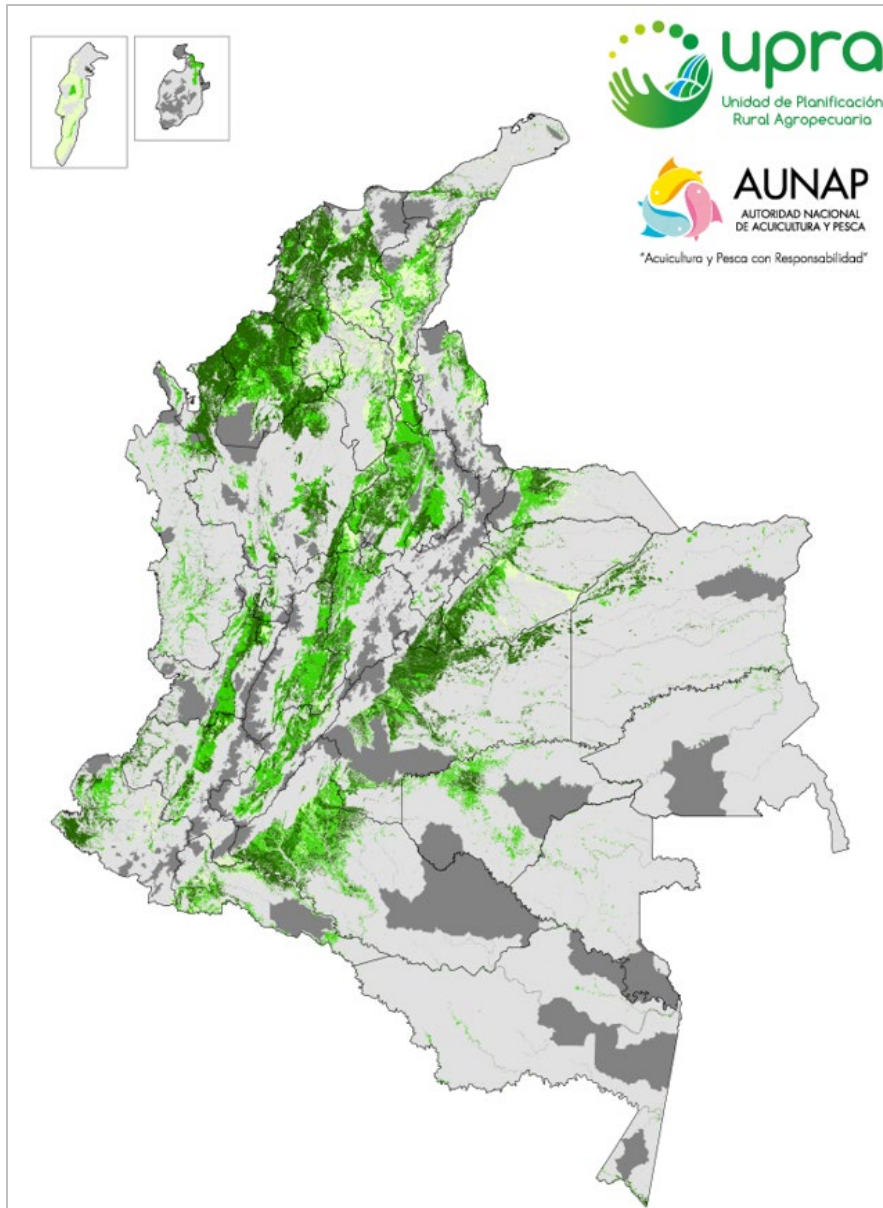 upra
Unidad de Planificación
Rural Agropecuaria
AUNAP
AUTORIDAD NACIONAL
DE ACUICULTURA Y PESCA
"Acuicultura y Pesca con Responsabilidad"